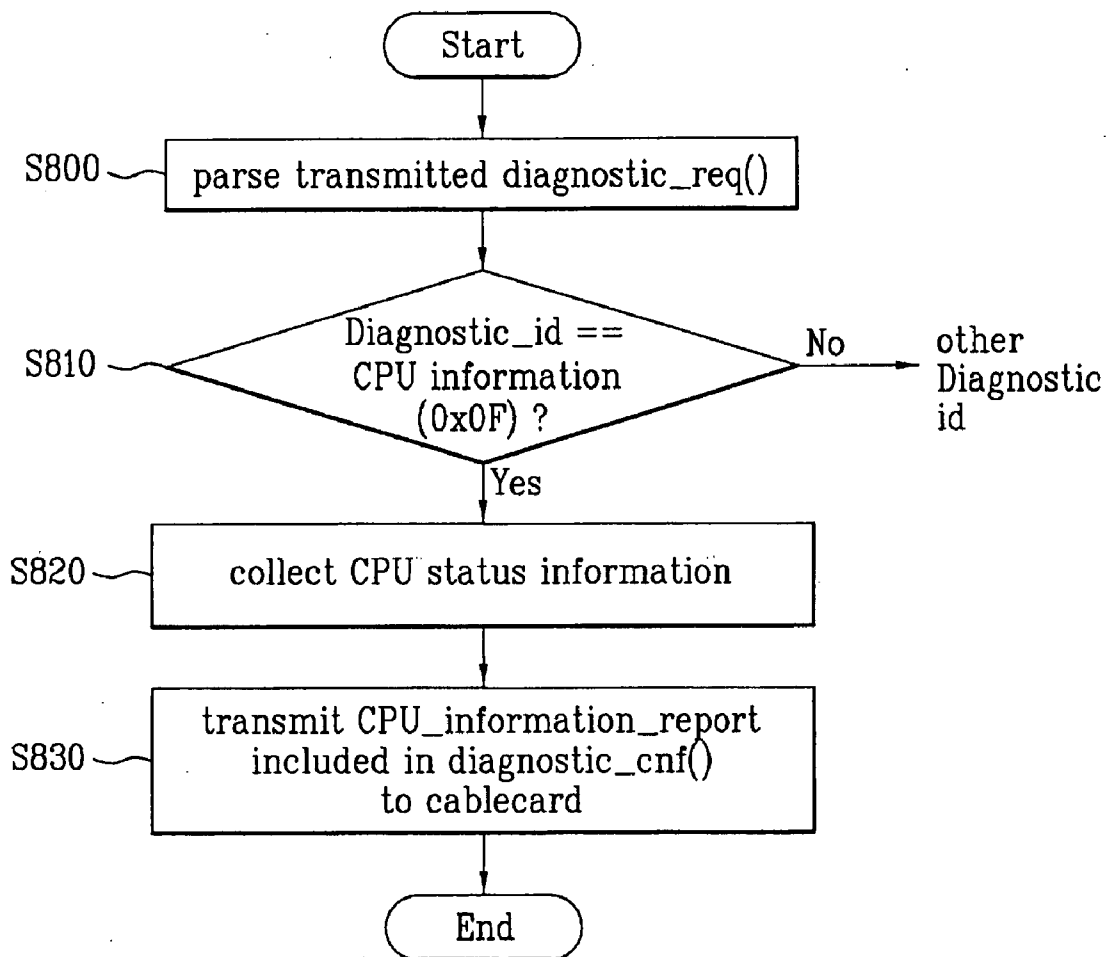 Start
S800
parse transmitted diagnostic_req()
S810
Diagnostic_id ==
CPU information
(0x0F) ?
No
other
Diagnostic
id
Yes
S820
collect CPU status information
S830
transmit CPU_information_report
included in diagnostic_cnf()
to cablecard
End